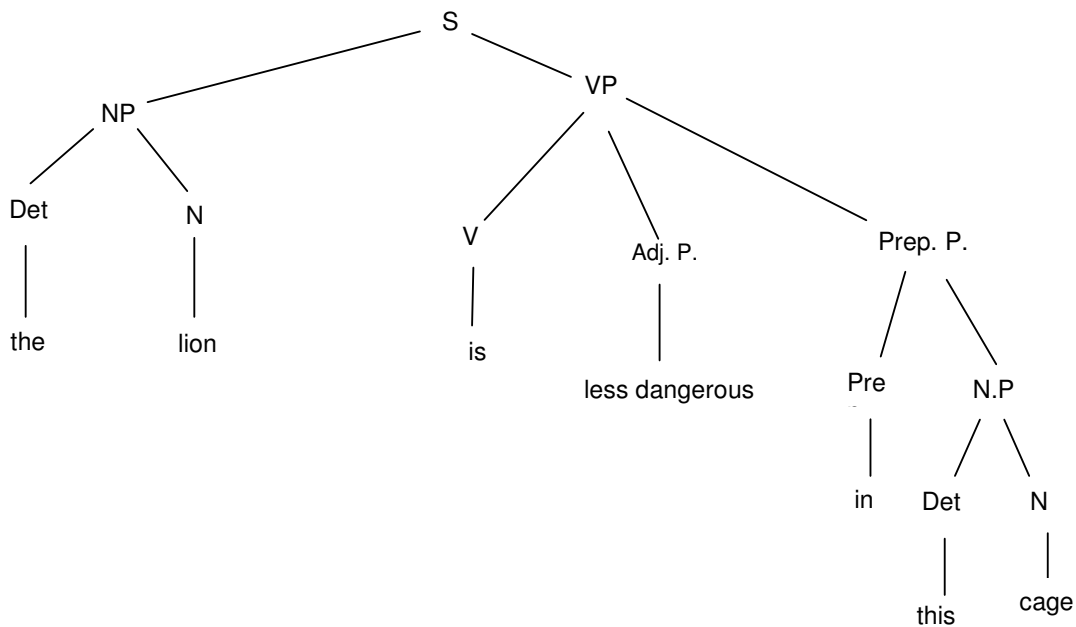 S
VP
NP
Det
N
V
Adj. P.
Prep. P.
the
lion
is
less dangerous
Pre
N.P
in
Det
N
this
cage